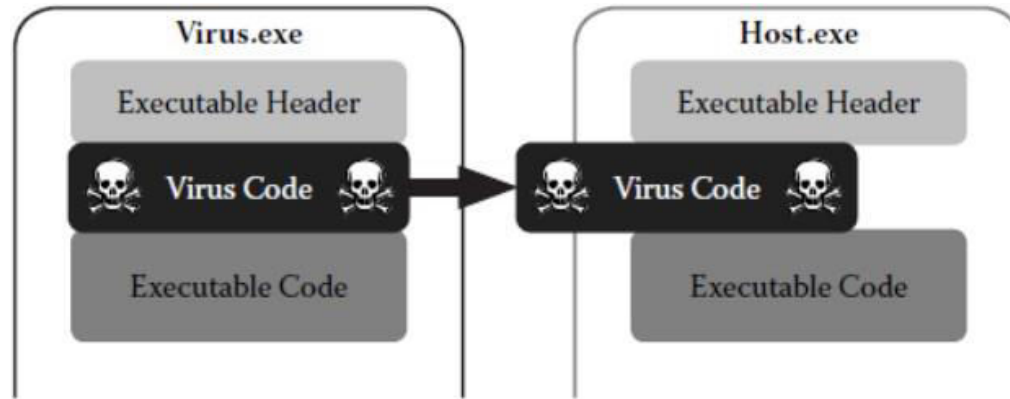 Virus.exe
Executable Header
Virus Code
Executable Code
Host.exe
Executable Header
Virus Code
Executable Code